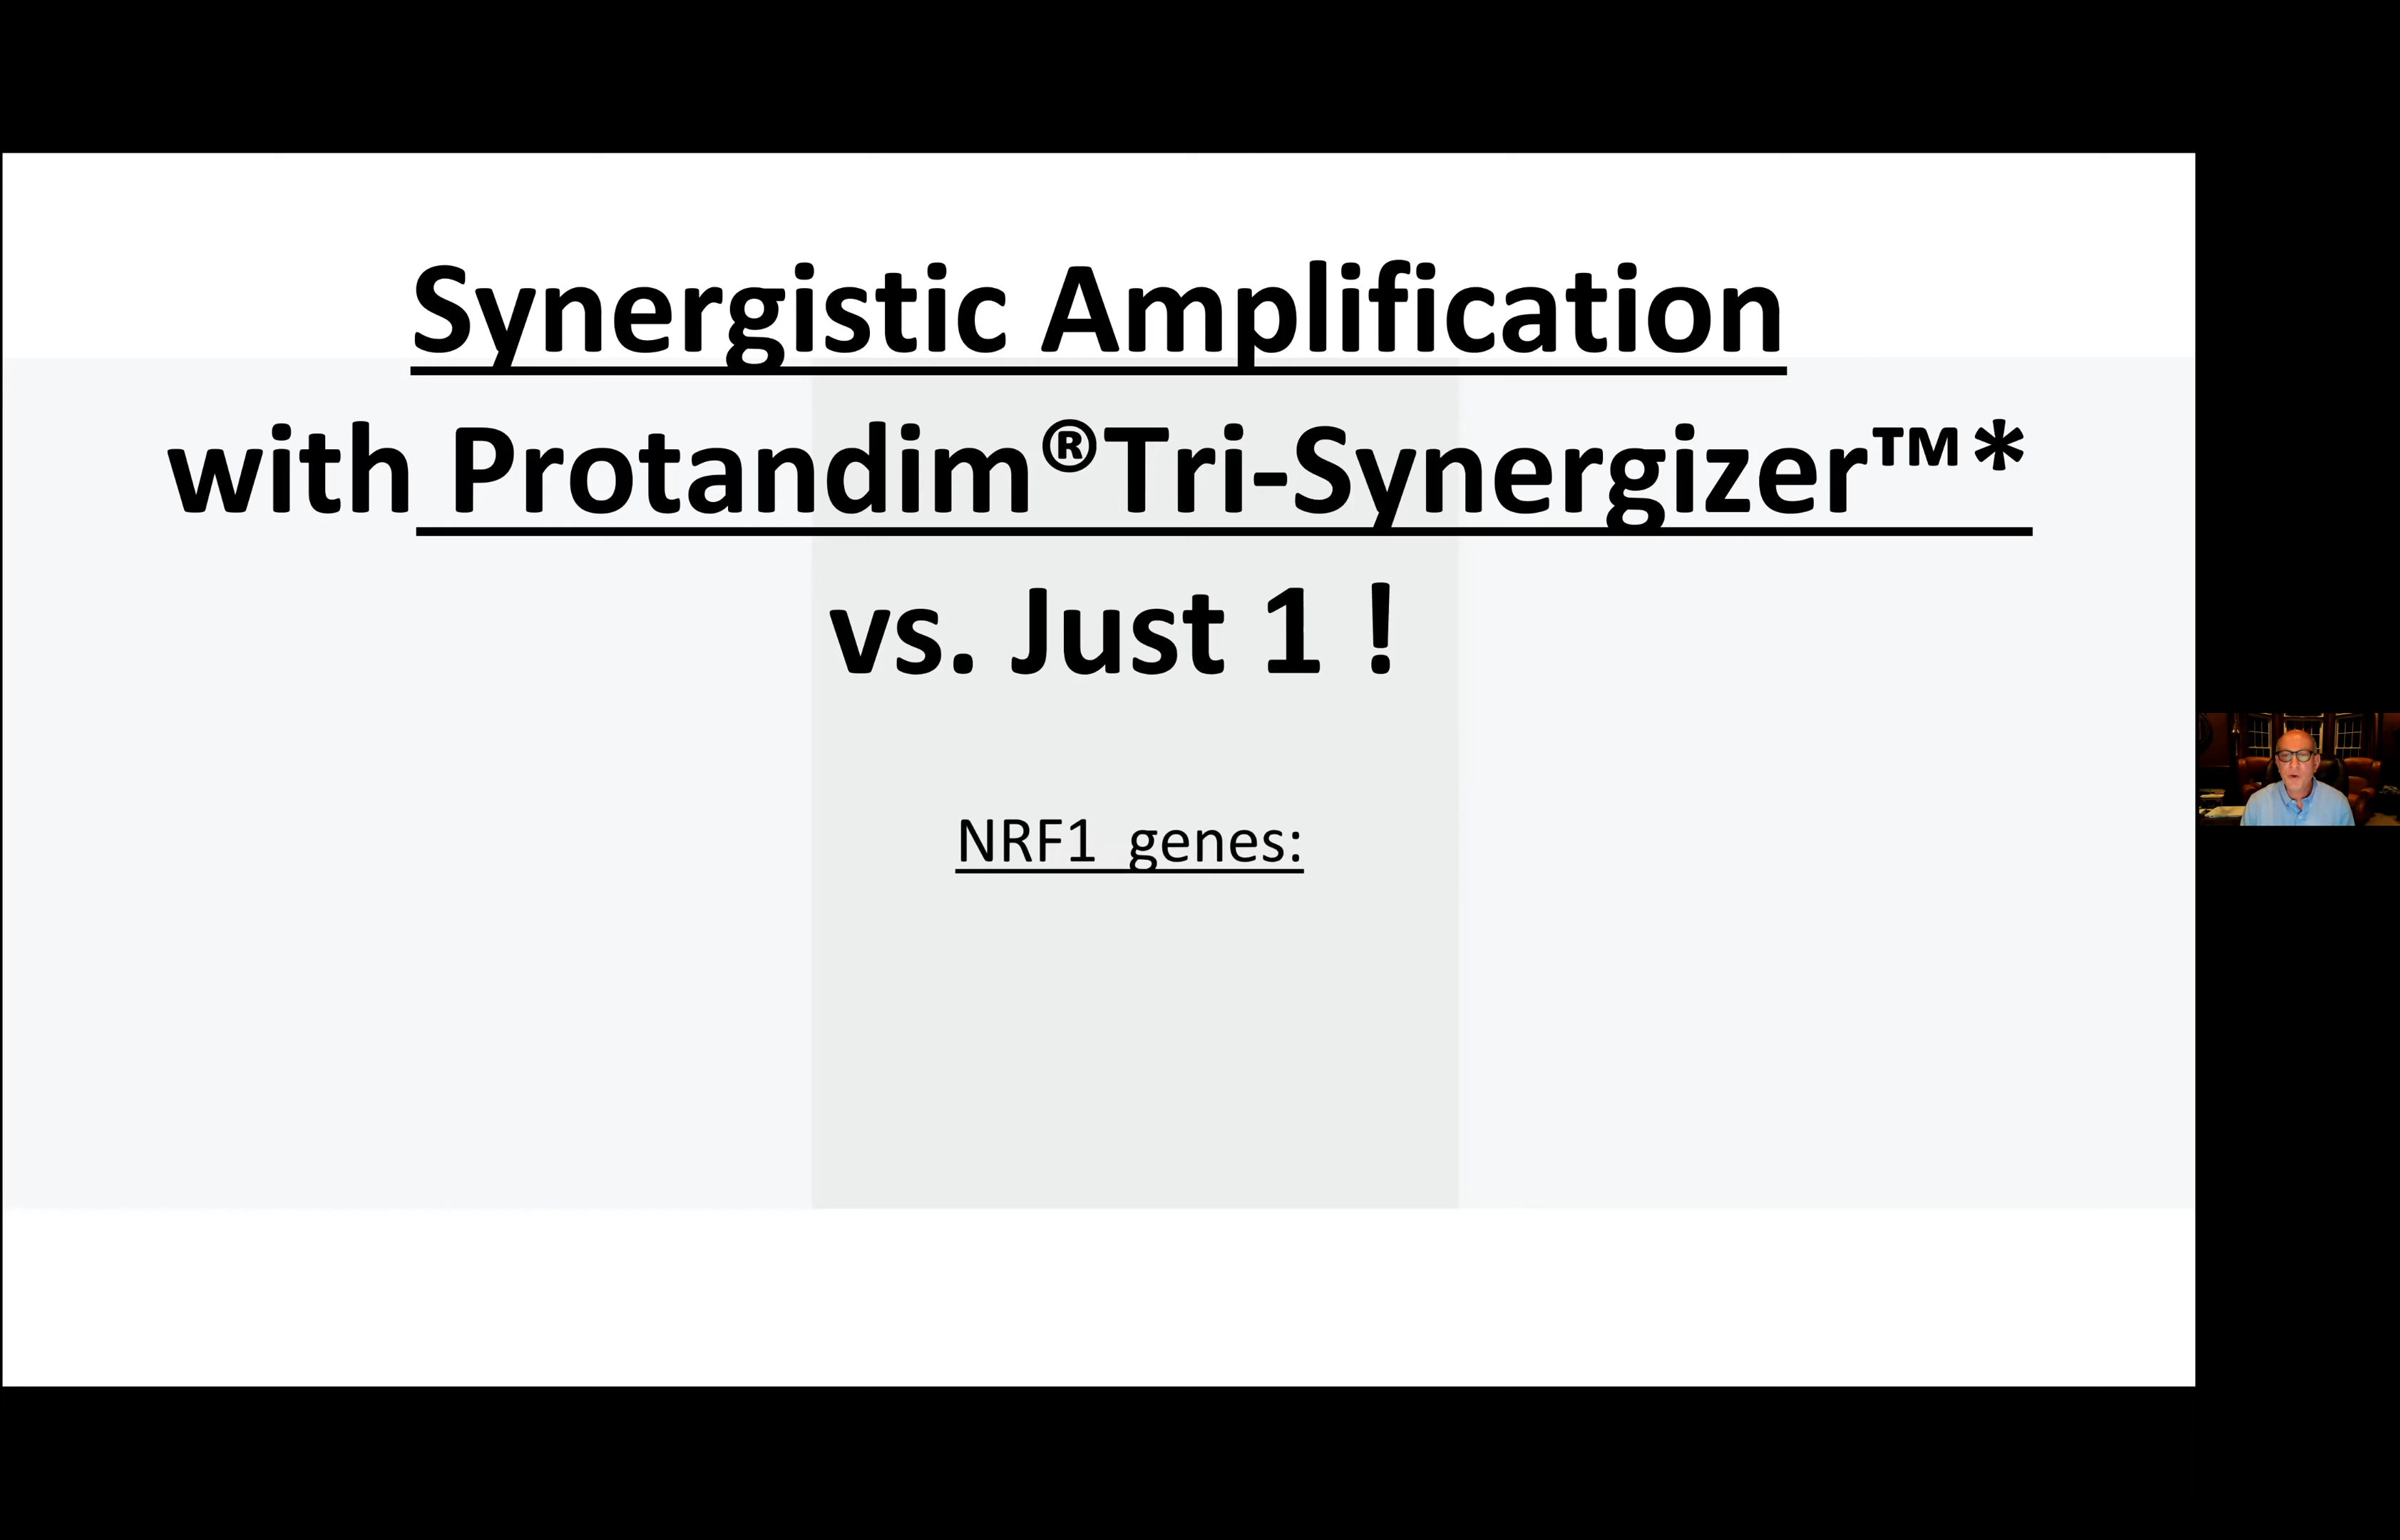 Synergistic Amplification
with Protandim®Tri-Synergizer™*
vs. Just 1 !
NRF1 genes: